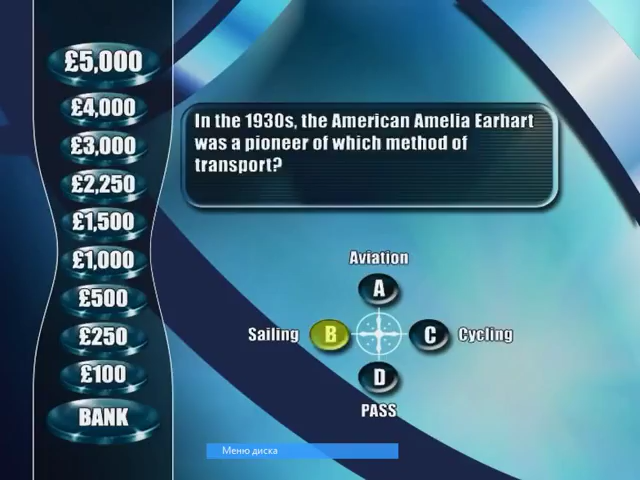 £5,000
£4,000
£3,000
£2,250
£1,500
£1,000
£500
£250
£100
BANK
In the 1930s, the American Amelia Earhart
was a pioneer of which method of
transport?
Aviation
A
Sailing B C Cycling
D
PASS
Меню диска